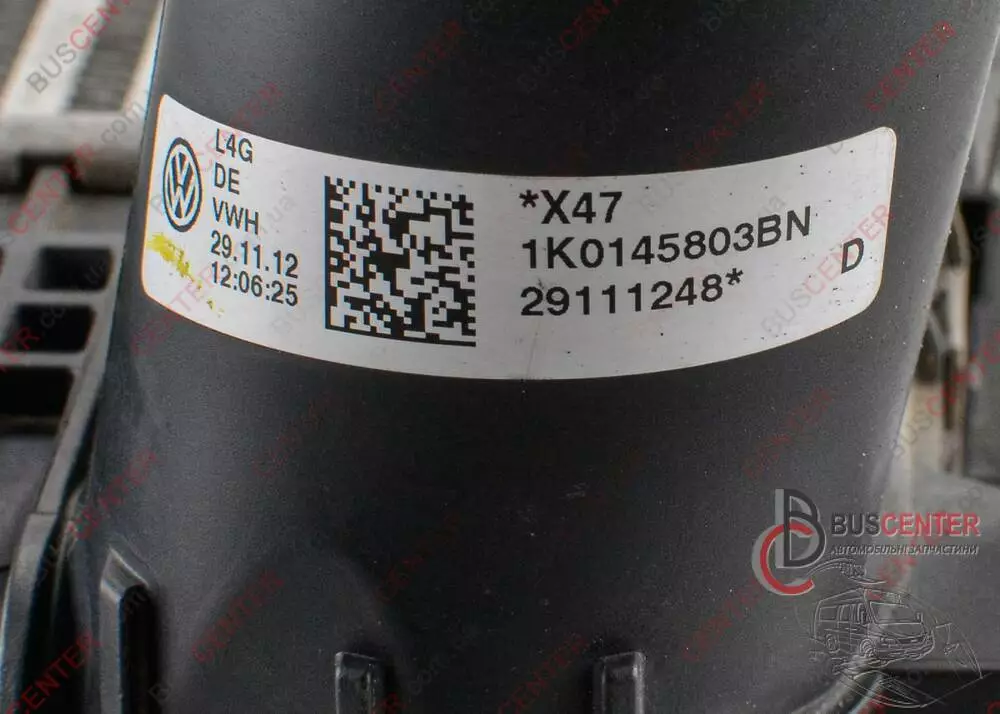 L4G
DE
VWH
29.11.12
12:06:25
*X47
1K0145803BN
29111248*
D
BUSCENTER
АВТОМОБІЛЬНІ ЗАПЧАСТИНИ